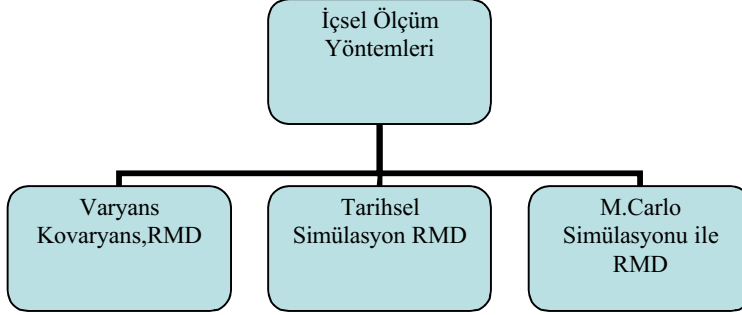 İçsel Ölçüm
Yöntemleri
Varyans
Kovaryans,RMD
Tarihsel
Simülasyon RMD
M.Carlo
Simülasyonu ile
RMD